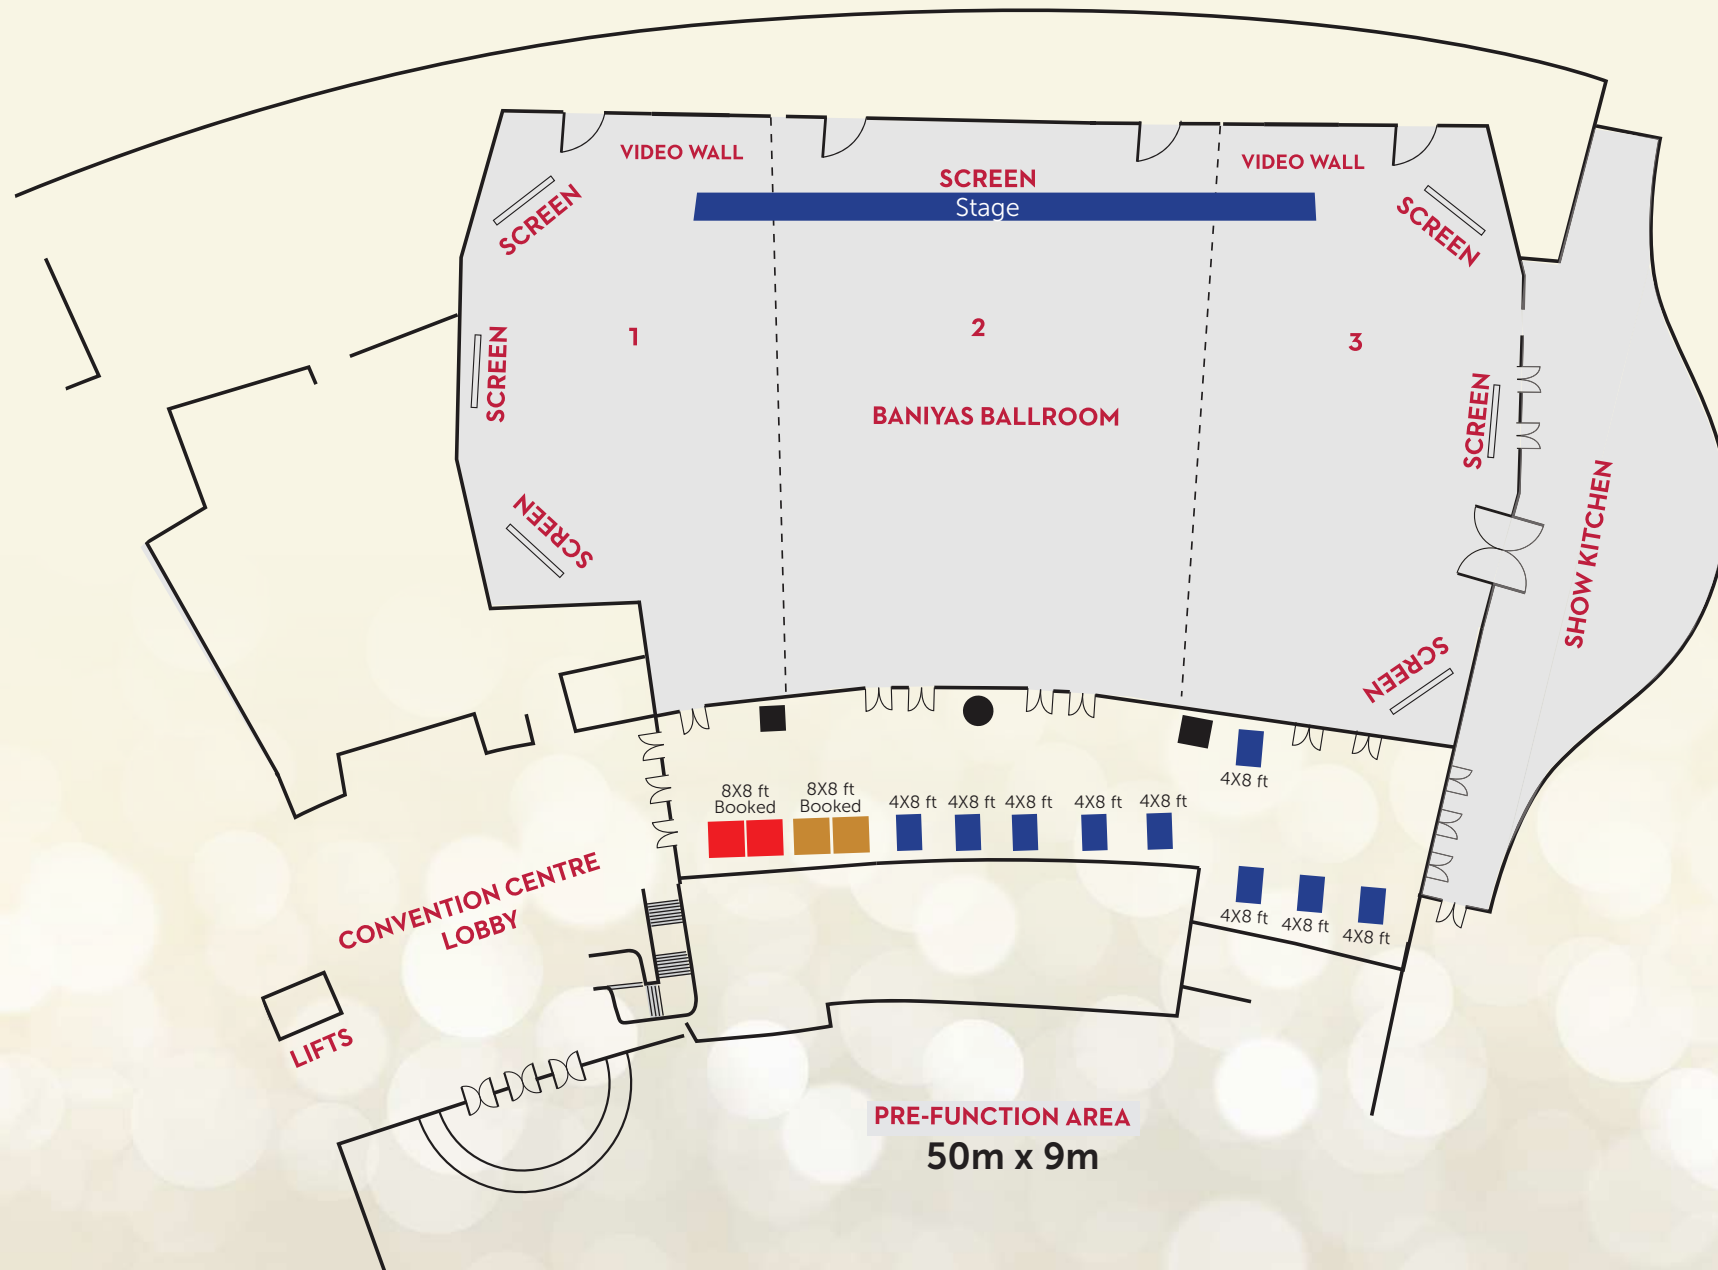 VIDEO WALL
VIDEO WALL
SCREEN
Stage
SCREEN
SCREEN
1
2
3
SCREEN
BANIYAS BALLROOM
SCREEN
SCREEN
SHOW KITCHEN
SCREEN
4X8 ft
8X8 ft
Booked
8X8 ft
Booked
4X8 ft
4X8 ft
4X8 ft
4X8 ft
4X8 ft
4X8 ft
4X8 ft
4X8 ft
CONVENTION CENTRE
LOBBY
LIFTS
PRE-FUNCTION AREA
50m x 9m